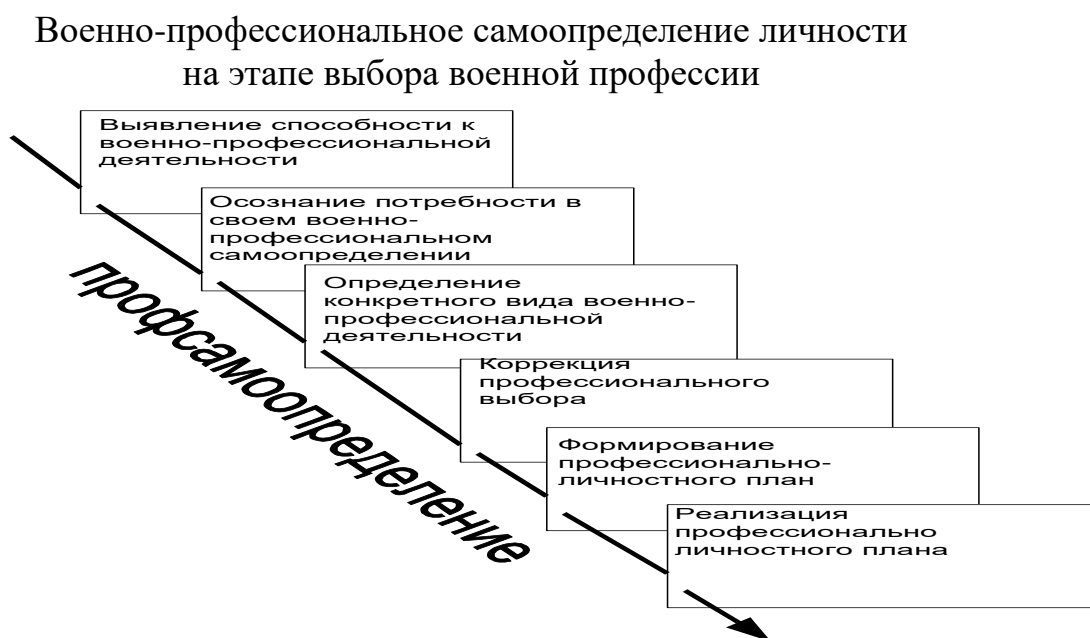 Военно-профессиональное самоопределение личности
на этапе выбора военной профессии
Выявление способности к
военно-профессиональной
деятельности
Осознание потребности в
своем военно-
профессиональном
самоопределении
Определение
конкретного вида военно-
профессиональной
деятельности
Коррекция
профессионального
выбора
Формирование
профессионально-
личностного план
Реализация
профессионально
личностного плана
профсамоопределение